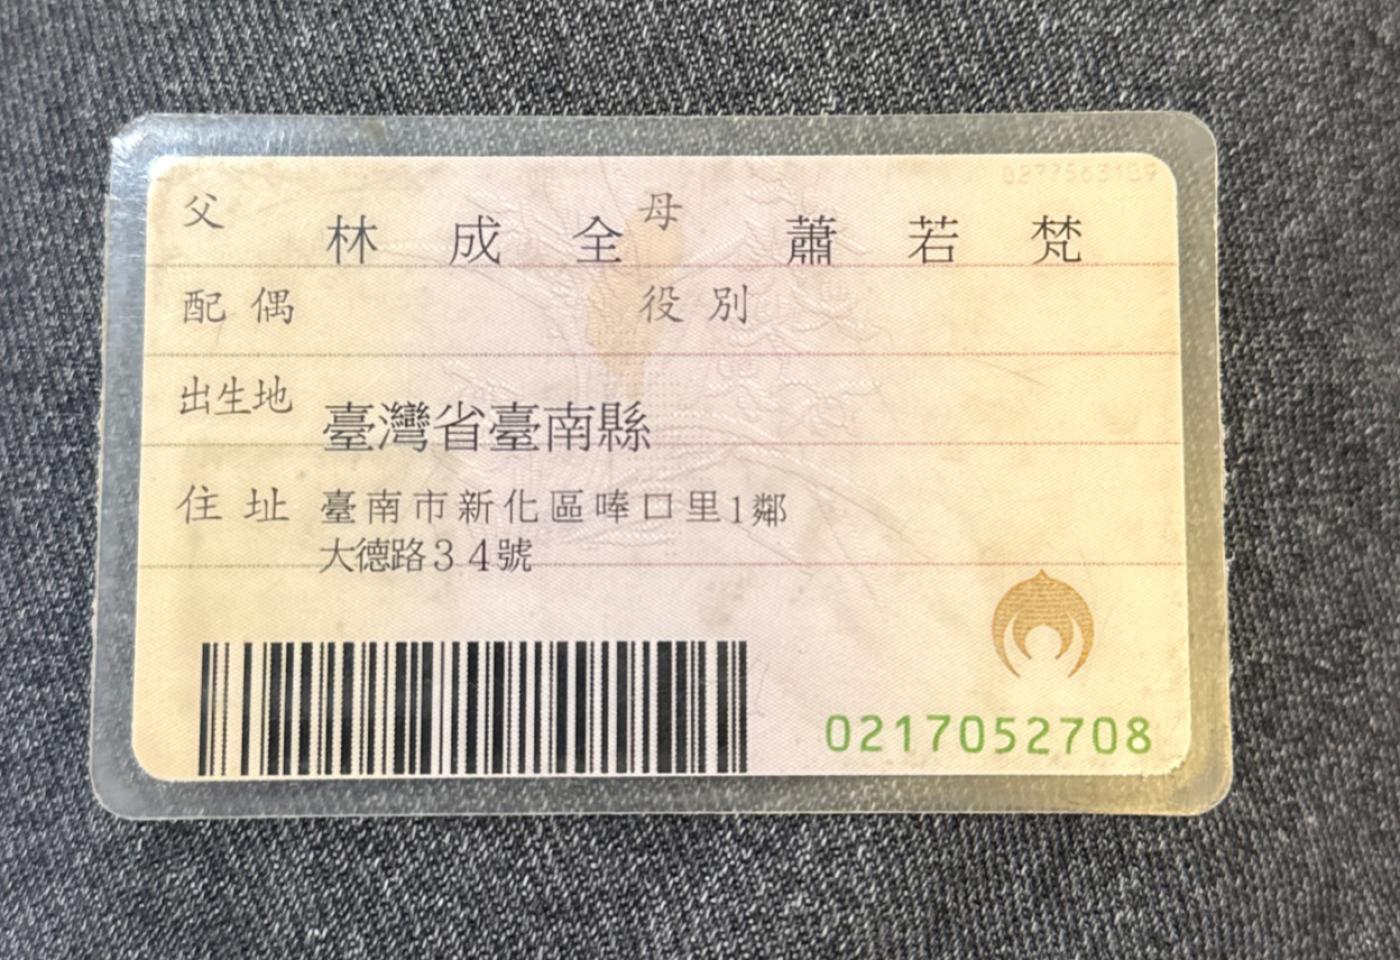 父 林成全 母 蕭若梵
配偶 役別
出生地 臺灣省臺南縣
住址 臺南市新化區唪口里1鄰
大德路34號
0217052708